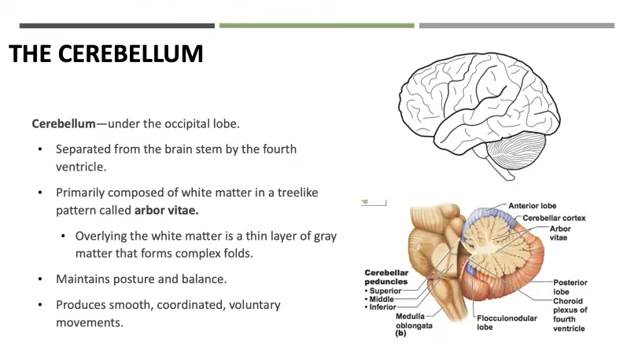 THE CEREBELLUM
Cerebellum—under the occipital lobe.
• Separated from the brain stem by the fourth
ventricle.
• Primarily composed of white matter in a treelike
pattern called arbor vitae.
• Overlying the white matter is a thin layer of gray
matter that forms complex folds.
• Maintains posture and balance.
• Produces smooth, coordinated, voluntary
movements.
Anterior lobe
Cerebellar cortex
Arbor
vitae
Cerebellar
peduncles
• Superior
• Middle
• Inferior
Medulla
oblongata
(b)
Flocculonodular
lobe
Posterior
lobe
Choroid
plexus of
fourth
ventricle